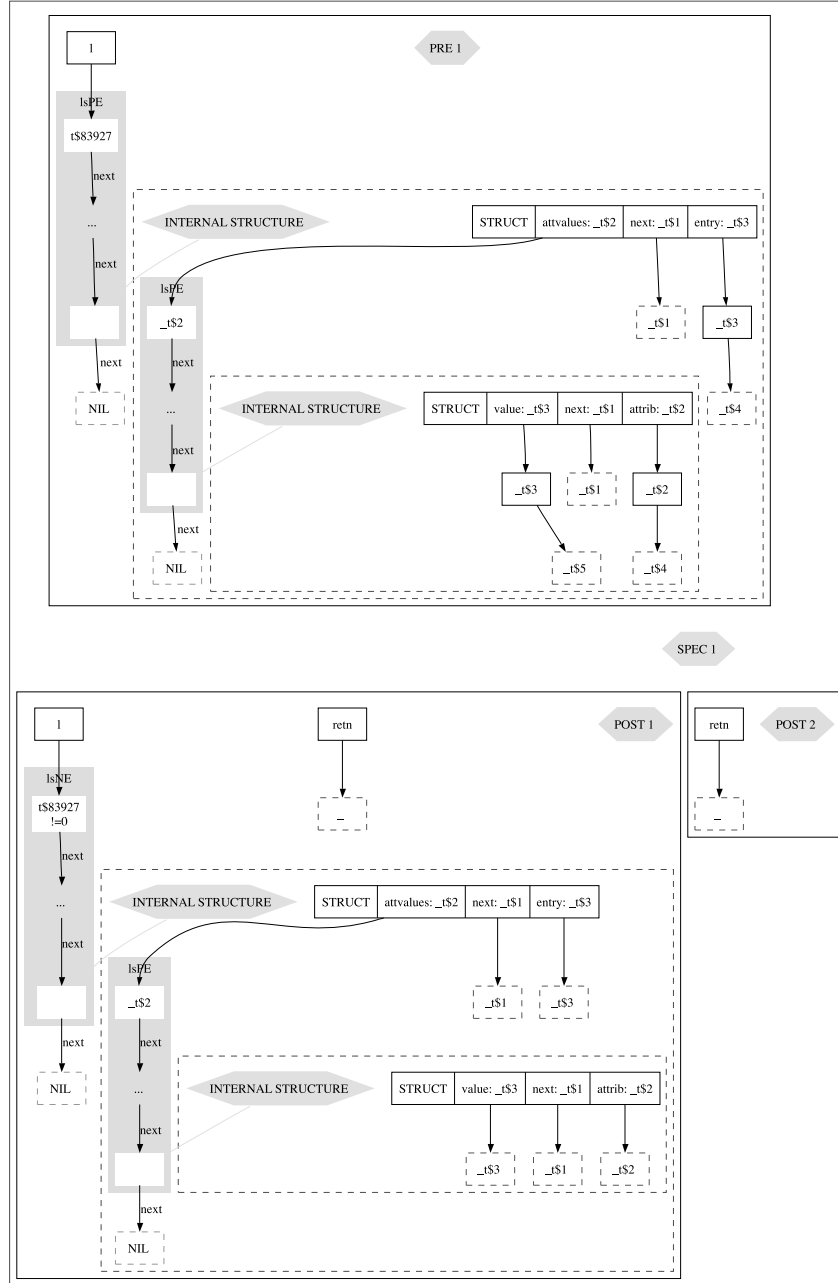 l
PRE 1
lsPE
t$83927
next
...
INTERNAL STRUCTURE
STRUCT attvalues: _t$2 next: _t$1 entry: _t$3
next
lsPE
_t$2
_t$1
_t$3
next
next
NIL
...
INTERNAL STRUCTURE
STRUCT value: _t$3 next: _t$1 attrib: _t$2
_t$4
next
_t$3
_t$1
_t$2
next
NIL
_t$5
_t$4
SPEC 1
l
retn
POST 1
retn
POST 2
lsNE
t$83927
!=0
_
_
next
...
INTERNAL STRUCTURE
STRUCT attvalues: _t$2 next: _t$1 entry: _t$3
next
lsPE
_t$2
_t$1
_t$3
next
next
NIL
...
INTERNAL STRUCTURE
STRUCT value: _t$3 next: _t$1 attrib: _t$2
next
_t$3
_t$1
_t$2
next
NIL